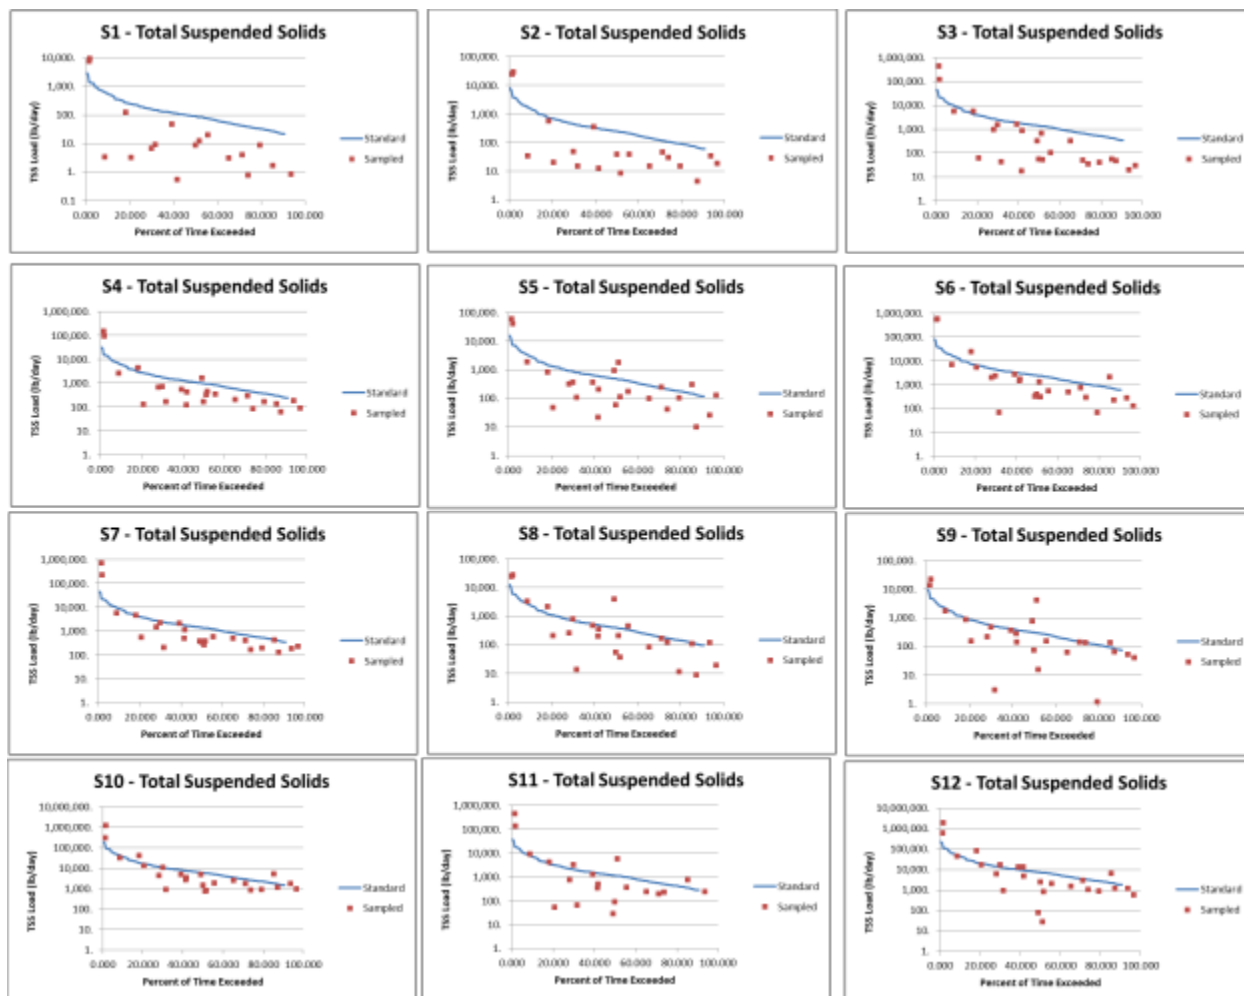 S1 - Total Suspended Solids
TSS Load (lb/day)
10,000.
1,000.
100.
10.
1.
0.1
0.000 20.000 40.000 60.000 80.000 100.000
Percent of Time Exceeded
Standard
Sampled
S2 - Total Suspended Solids
TSS Load (lb/day)
100,000.
10,000.
1,000.
100.
10.
1.
0.000 20.000 40.000 60.000 80.000 100.000
Percent of Time Exceeded
Standard
Sampled
S3 - Total Suspended Solids
TSS Load (lb/day)
1,000,000.
100,000.
10,000.
1,000.
100.
10.
1.
0.000 20.000 40.000 60.000 80.000 100.000
Percent of Time Exceeded
Standard
Sampled
S4 - Total Suspended Solids
TSS Load (lb/day)
1,000,000.
100,000.
10,000.
1,000.
100.
10.
1.
0.000 20.000 40.000 60.000 80.000 100.000
Percent of Time Exceeded
Standard
Sampled
S5 - Total Suspended Solids
TSS Load (lb/day)
100,000.
10,000.
1,000.
100.
10.
1.
0.000 20.000 40.000 60.000 80.000 100.000
Percent of Time Exceeded
Standard
Sampled
S6 - Total Suspended Solids
TSS Load (lb/day)
1,000,000.
100,000.
10,000.
1,000.
100.
10.
1.
0.000 20.000 40.000 60.000 80.000 100.000
Percent of Time Exceeded
Standard
Sampled
S7 - Total Suspended Solids
TSS Load (lb/day)
1,000,000.
100,000.
10,000.
1,000.
100.
10.
1.
0.000 20.000 40.000 60.000 80.000 100.000
Percent of Time Exceeded
Standard
Sampled
S8 - Total Suspended Solids
TSS Load (lb/day)
100,000.
10,000.
1,000.
100.
10.
1.
0.000 20.000 40.000 60.000 80.000 100.000
Percent of Time Exceeded
Standard
Sampled
S9 - Total Suspended Solids
TSS Load (lb/day)
100,000.
10,000.
1,000.
100.
10.
1.
0.000 20.000 40.000 60.000 80.000 100.000
Percent of Time Exceeded
Standard
Sampled
S10 - Total Suspended Solids
TSS Load (lb/day)
10,000,000.
1,000,000.
100,000.
10,000.
1,000.
100.
10.
1.
0.000 20.000 40.000 60.000 80.000 100.000
Percent of Time Exceeded
Standard
Sampled
S11 - Total Suspended Solids
TSS Load (lb/day)
1,000,000.
100,000.
10,000.
1,000.
100.
10.
1.
0.000 20.000 40.000 60.000 80.000 100.000
Percent of Time Exceeded
Standard
Sampled
S12 - Total Suspended Solids
TSS Load (lb/day)
10,000,000.
1,000,000.
100,000.
10,000.
1,000.
100.
10.
1.
0.000 20.000 40.000 60.000 80.000 100.000
Percent of Time Exceeded
Standard
Sampled